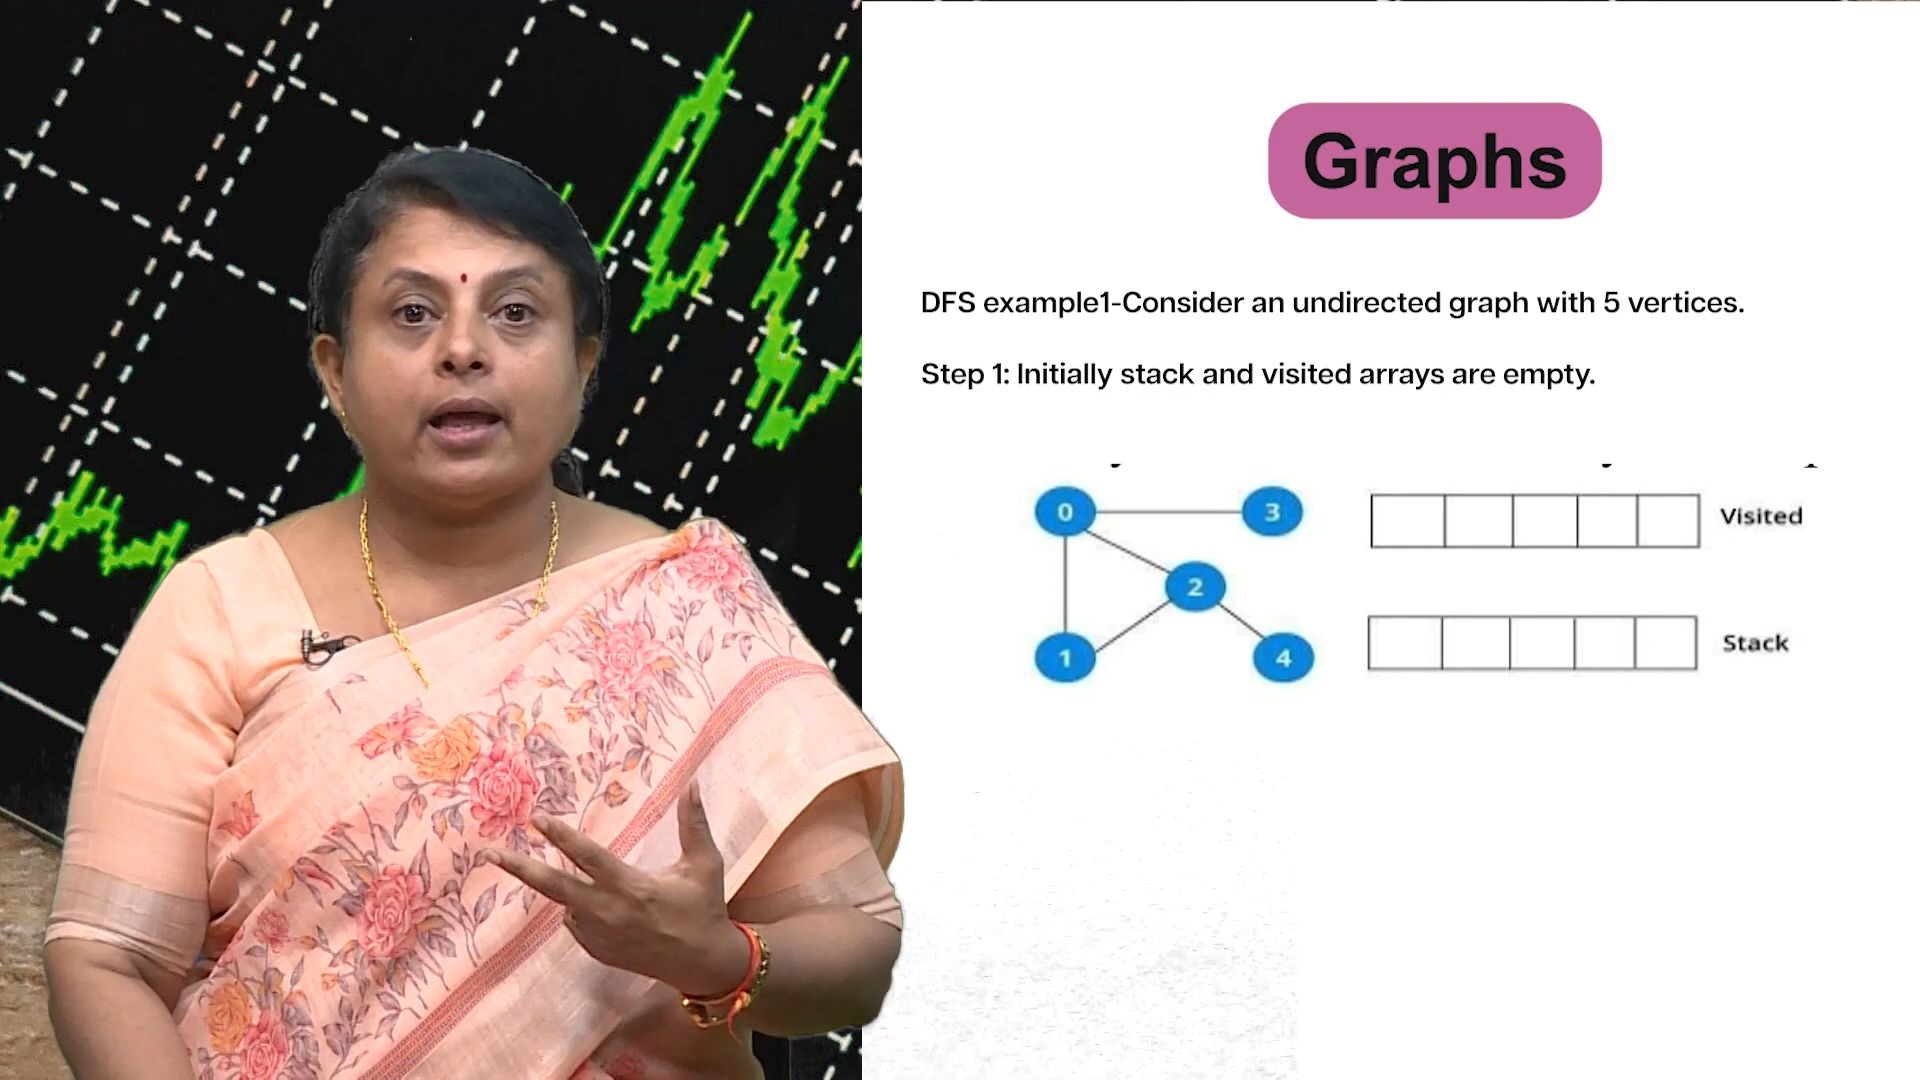 Graphs
DFS example1-Consider an undirected graph with 5 vertices.
Step 1: Initially stack and visited arrays are empty.
0
3
Visited
2
Stack
1
4